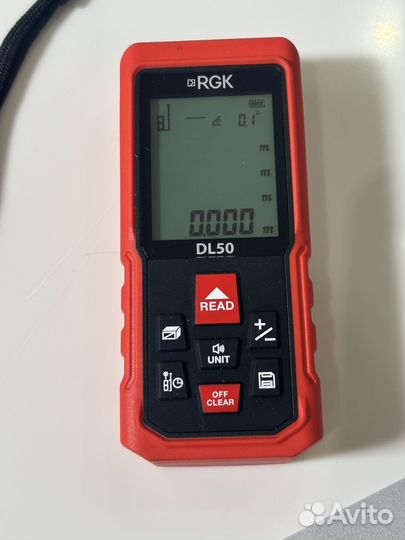 RGK
0.1°
m
m
m
0.000 m
DL50
READ
+/-
UNIT
OFF
CLEAR
Avito